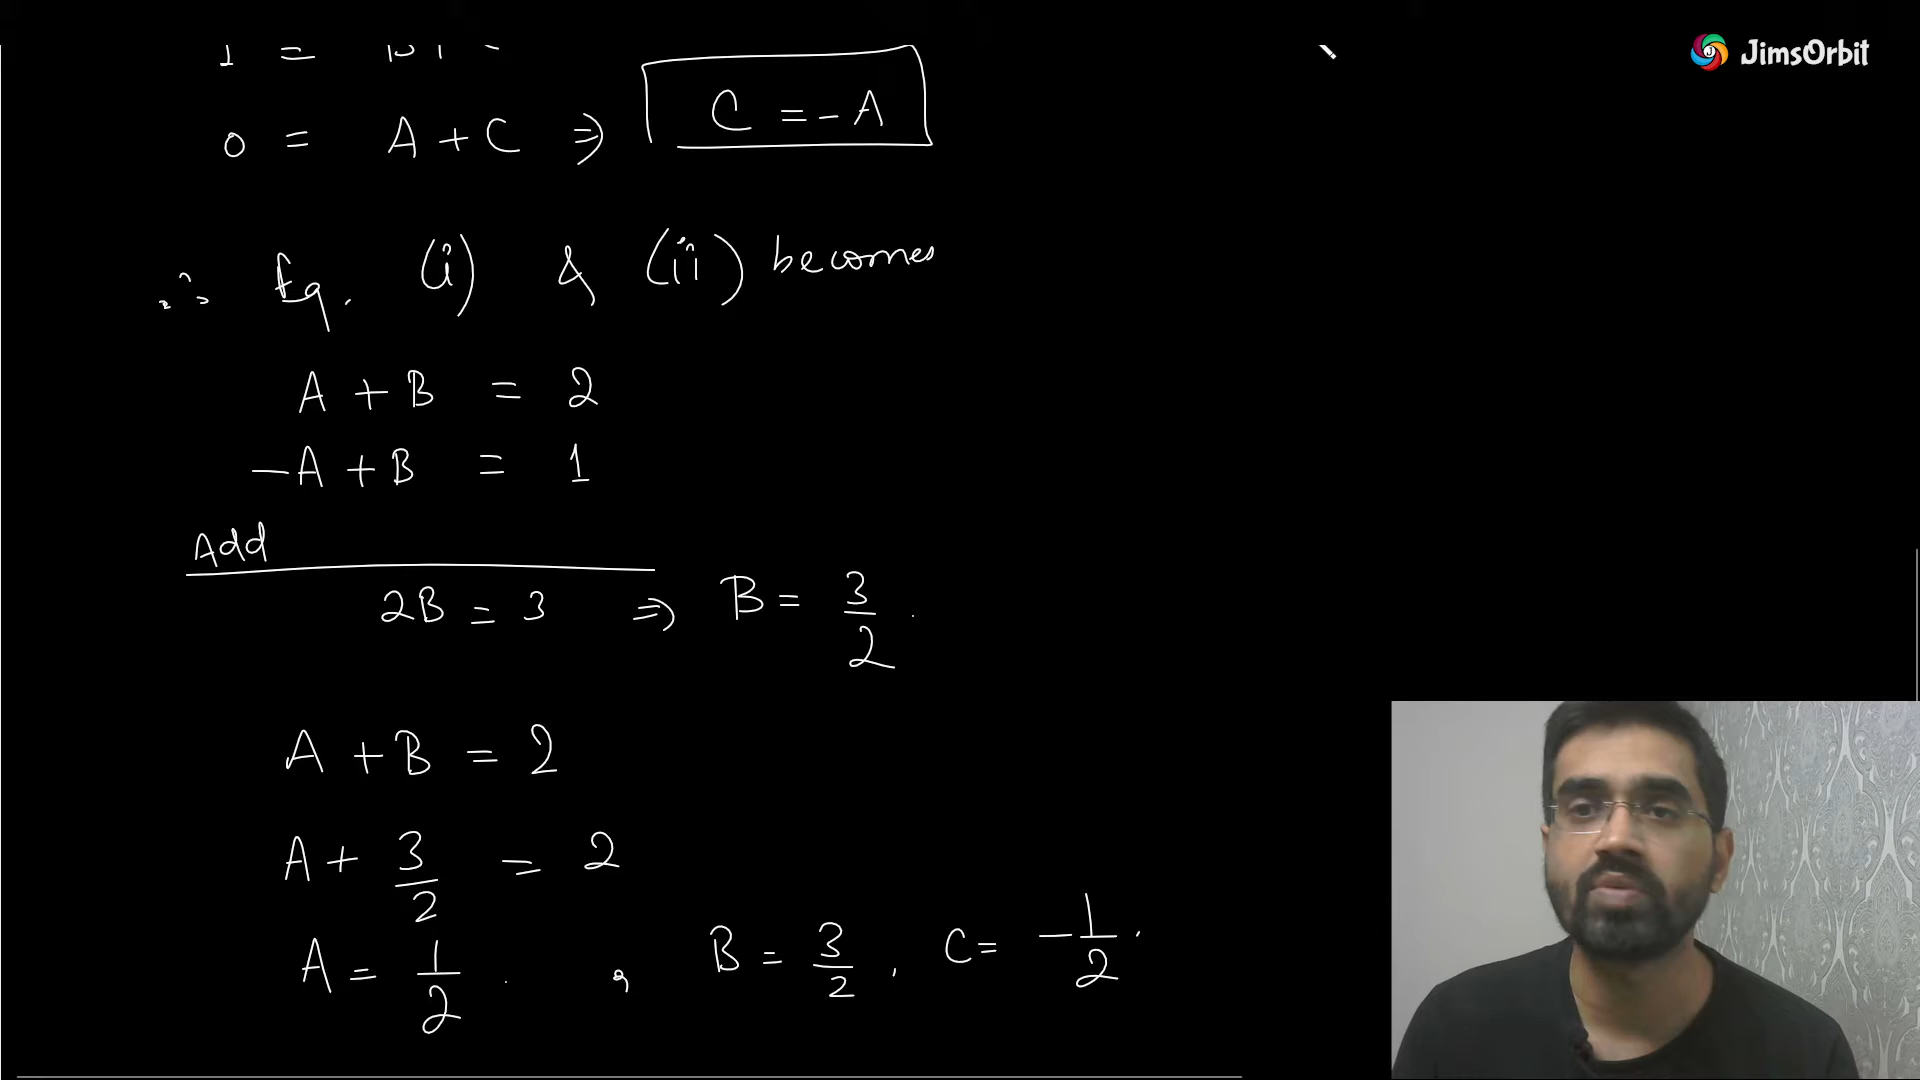 JimsOrbit
1 =
0 = A + C ⇒ C = - A
∴ Eq. (i) & (ii) becomes
A + B = 2
-A + B = 1
Add
2B = 3 ⇒ B = 3/2.
A + B = 2
A + 3/2 = 2
A = 1/2. , B = 3/2, C = -1/2.